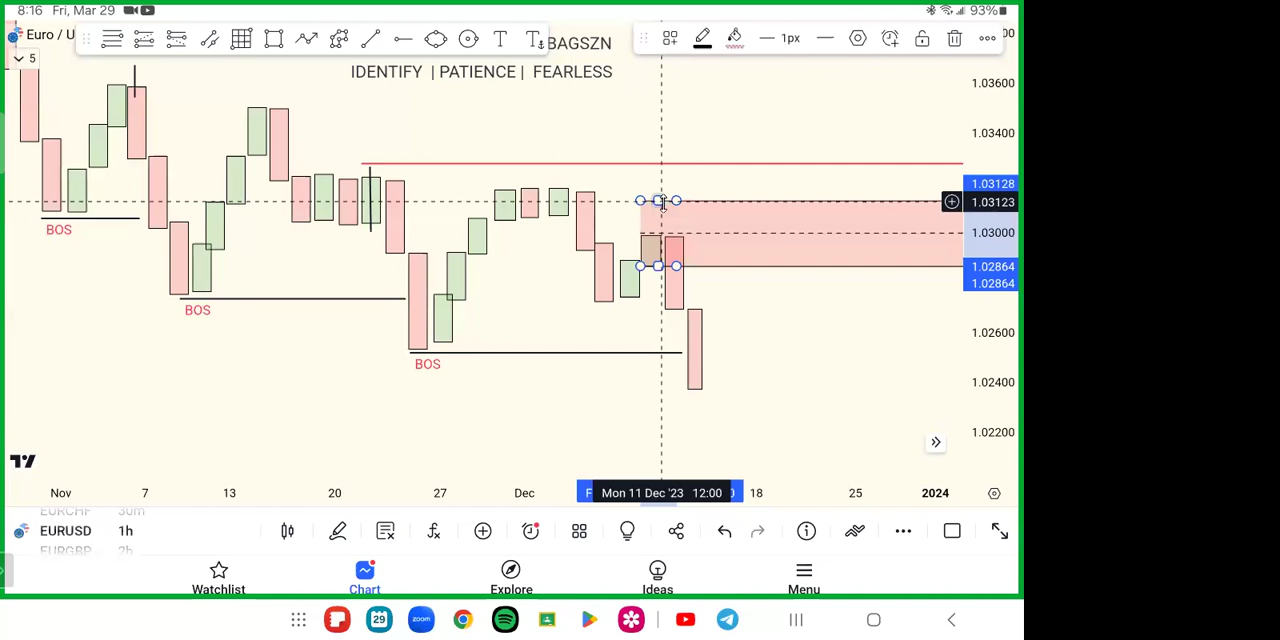 8:16 Fri, Mar 29
93%
Euro / U
BAGSZN
5
IDENTIFY | PATIENCE | FEARLESS
1px
00
1.03600
1.03400
1.03128
1.03123
1.03000
1.02864
1.02864
1.02600
1.02400
1.02200
BOS
BOS
BOS
Nov
7
13
20
27
Dec
F
Mon 11 Dec '23 12:00
0
18
25
2024
EURCHF 30m
EURUSD 1h
EURGBP 2h
Watchlist
Chart
Explore
Ideas
Menu
29
zoom